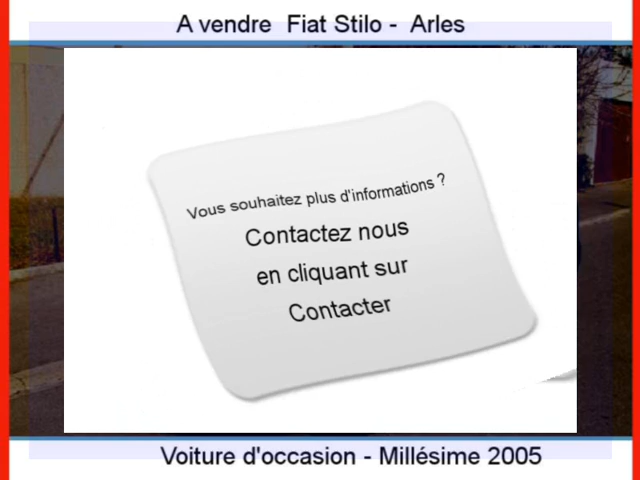 A vendre Fiat Stilo - Arles
Vous souhaitez plus d'informations ?
Contactez nous
en cliquant sur
Contacter
Voiture d'occasion - Millésime 2005